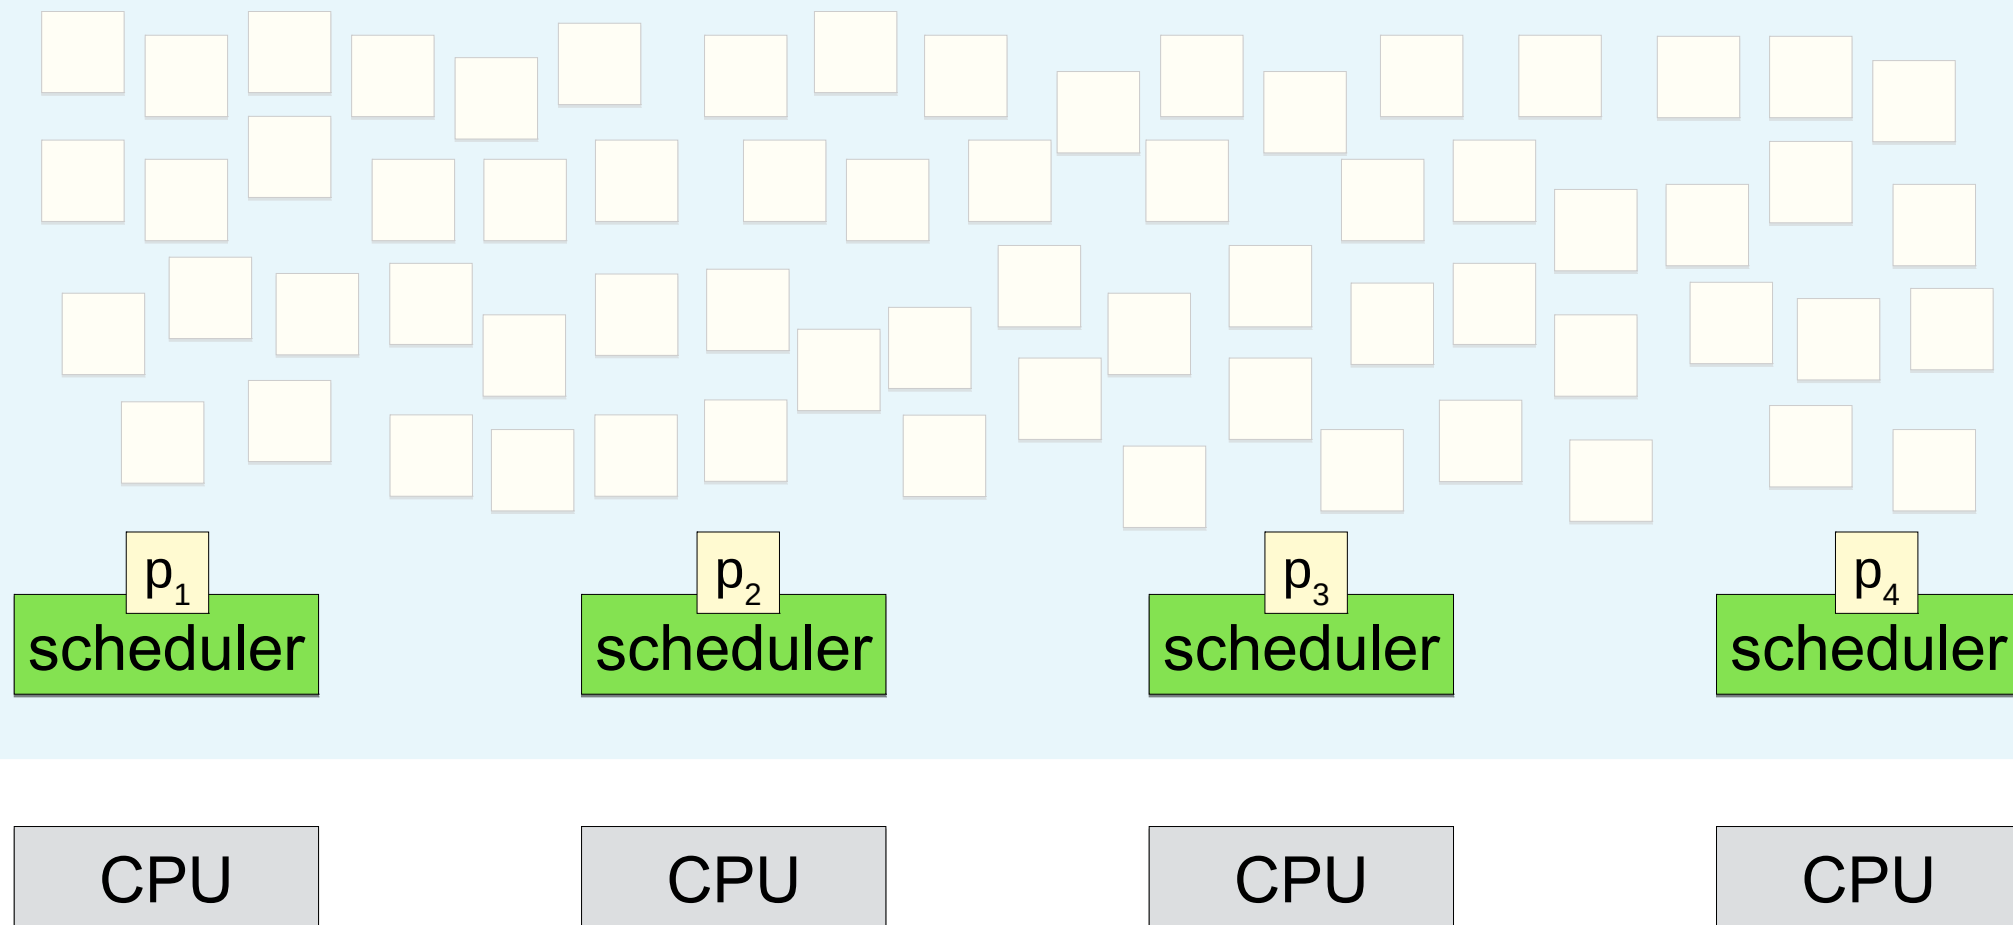 p₁ p₂ p₃ p₄
scheduler scheduler scheduler scheduler
CPU CPU CPU CPU